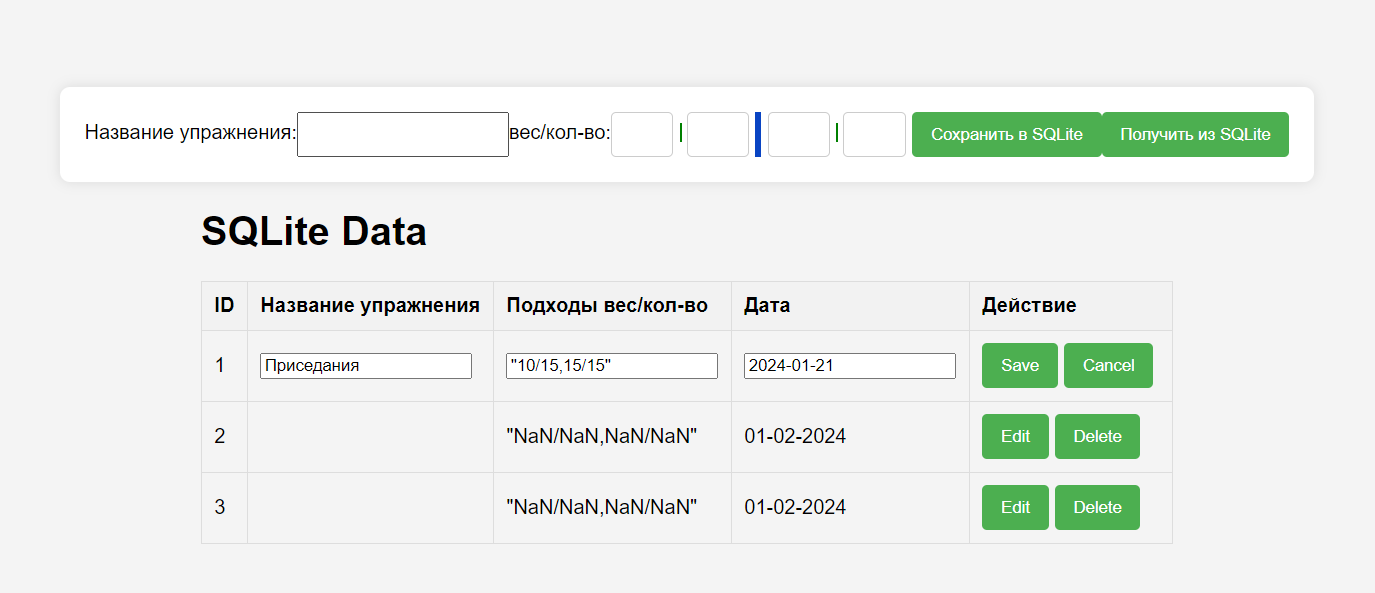 Название упражнения: вес/кол-во: Сохранить в SQLite Получить из SQLite
SQLite Data
ID Название упражнения Подходы вес/кол-во Дата Действие
1 Приседания "10/15,15/15" 2024-01-21 Save Cancel
2 "NaN/NaN,NaN/NaN" 01-02-2024 Edit Delete
3 "NaN/NaN,NaN/NaN" 01-02-2024 Edit Delete